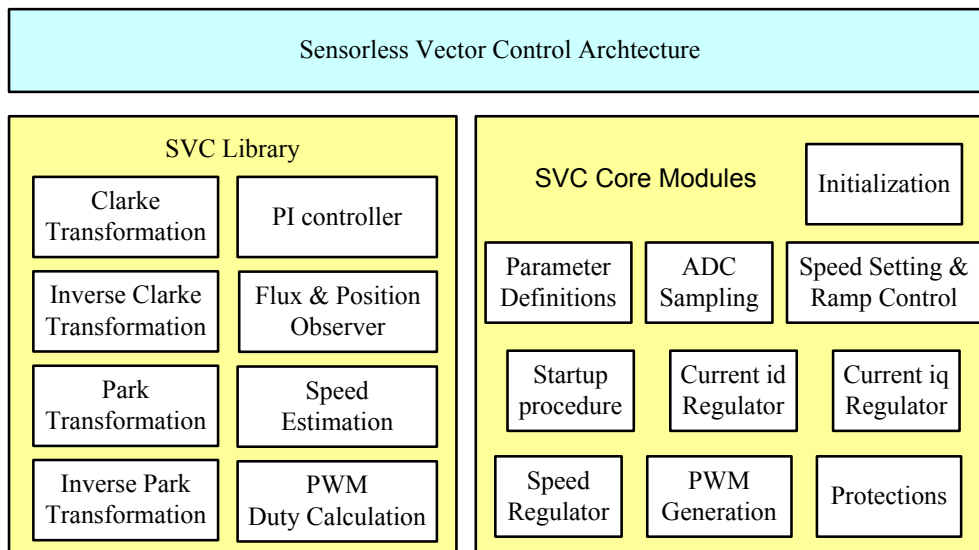 Sensorless Vector Control Archtecture
SVC Library
Clarke
Transformation
PI controller
Inverse Clarke
Transformation
Flux & Position
Observer
Park
Transformation
Speed
Estimation
Inverse Park
Transformation
PWM
Duty Calculation
SVC Core Modules
Initialization
Parameter
Definitions
ADC
Sampling
Speed Setting &
Ramp Control
Startup
procedure
Current id
Regulator
Current iq
Regulator
Speed
Regulator
PWM
Generation
Protections